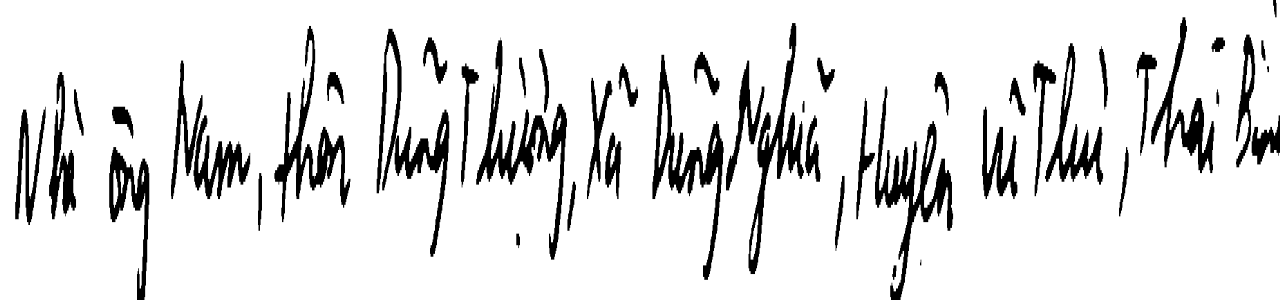 Nhà ông Nam, thôn Dũng Thượng, Xã Dũng Nghĩa, Huyện Vũ Thư, Thái Bình